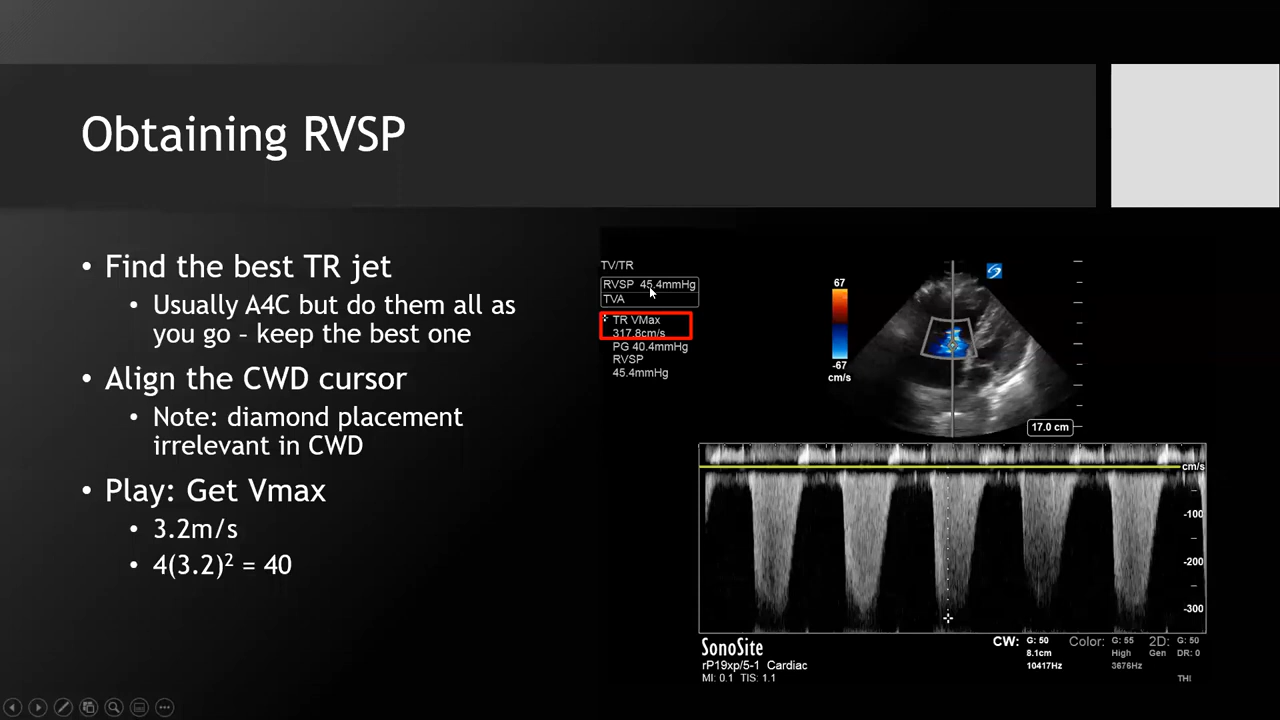 Obtaining RVSP
• Find the best TR jet
• Usually A4C but do them all as
you go – keep the best one
• Align the CWD cursor
• Note: diamond placement
irrelevant in CWD
• Play: Get Vmax
• 3.2m/s
• 4(3.2)² = 40
TV/TR
RVSP 45.4mmHg
TVA
TR VMax
317.8cm/s
PG 40.4mmHg
RVSP
45.4mmHg
67
-67
cm/s
17.0 cm
cm/s
-100
-200
-300
SonoSite
rP19xp/5-1 Cardiac
MI: 0.1 TIS: 1.1
CW: G: 50
8.1cm
10417Hz
Color: G: 55
High
3676Hz
2D: G: 50
Gen DR: 0
THI